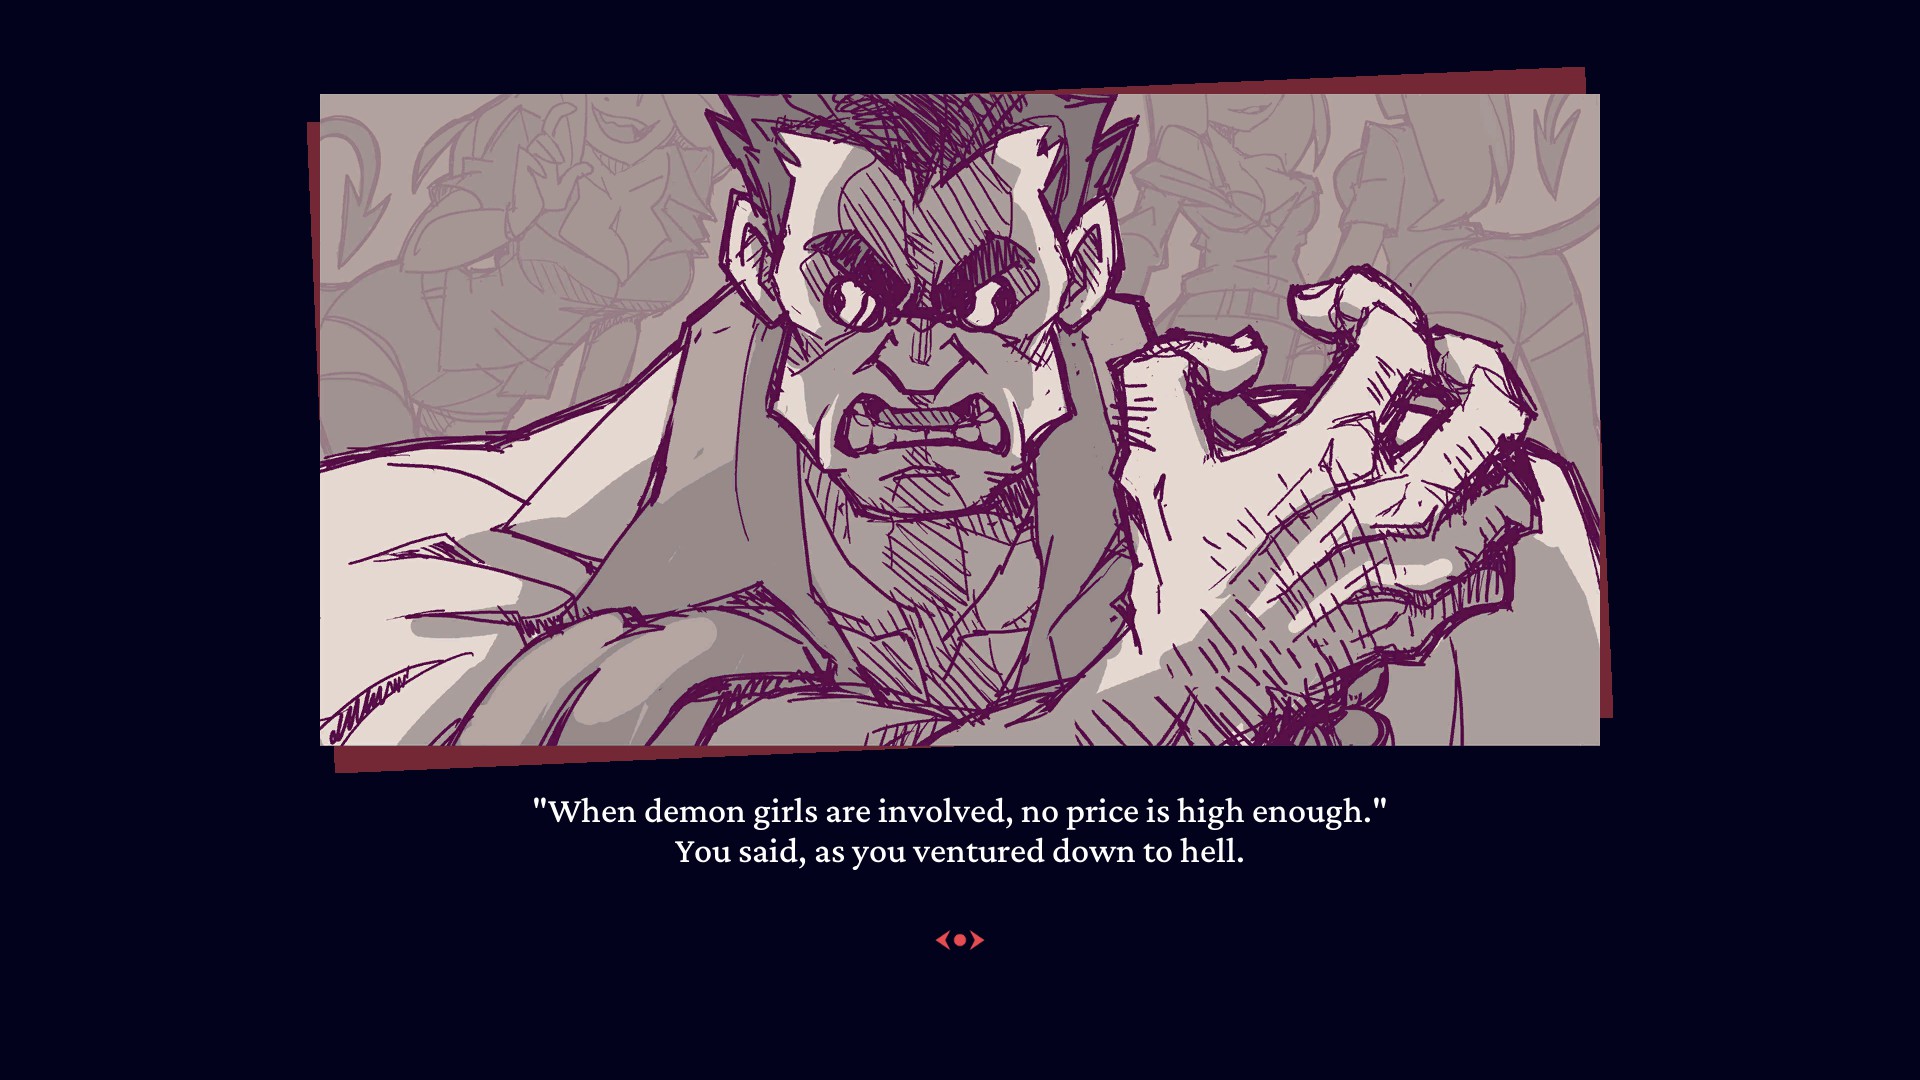 "When demon girls are involved, no price is high enough."
You said, as you ventured down to hell.